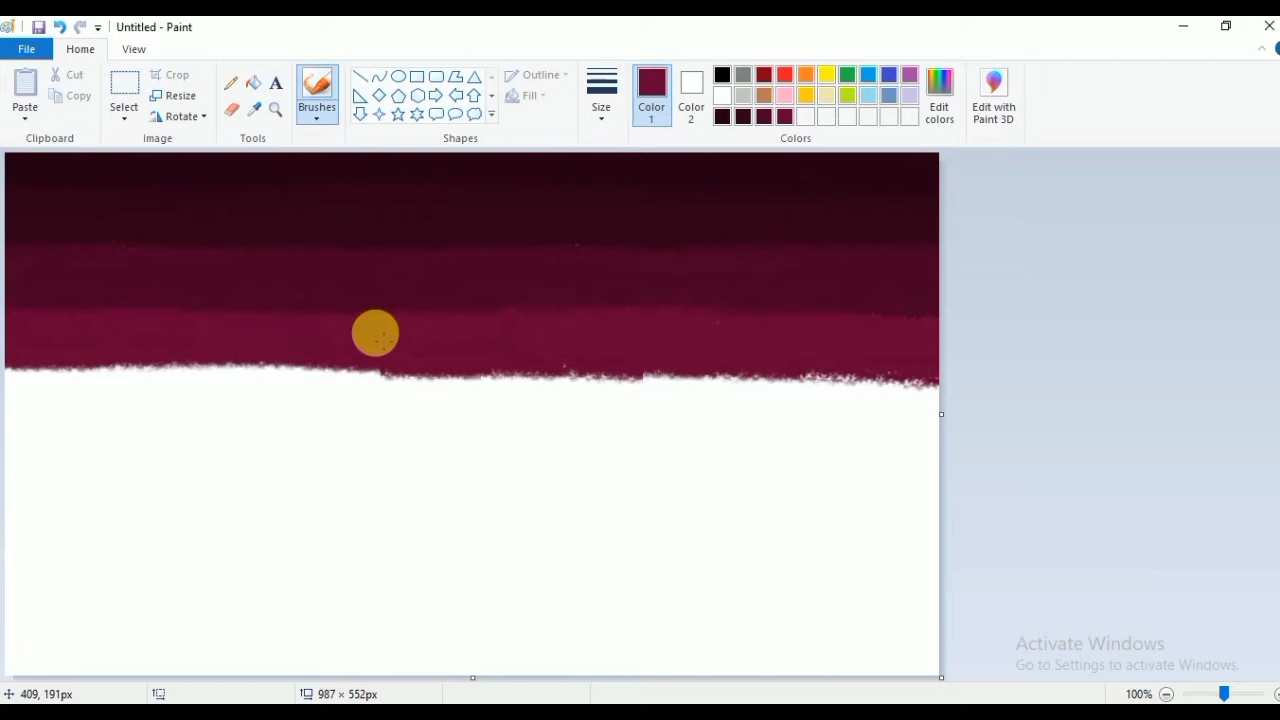 Untitled - Paint
File Home View
Paste
Cut
Copy
Clipboard
Select
Crop
Resize
Rotate
Image
A
Tools
Brushes
Outline
Fill
Shapes
Size
Color
1
Color
2
Edit
colors
Colors
Edit with
Paint 3D
Activate Windows
Go to Settings to activate Windows.
409, 191px
987 × 552px
100%